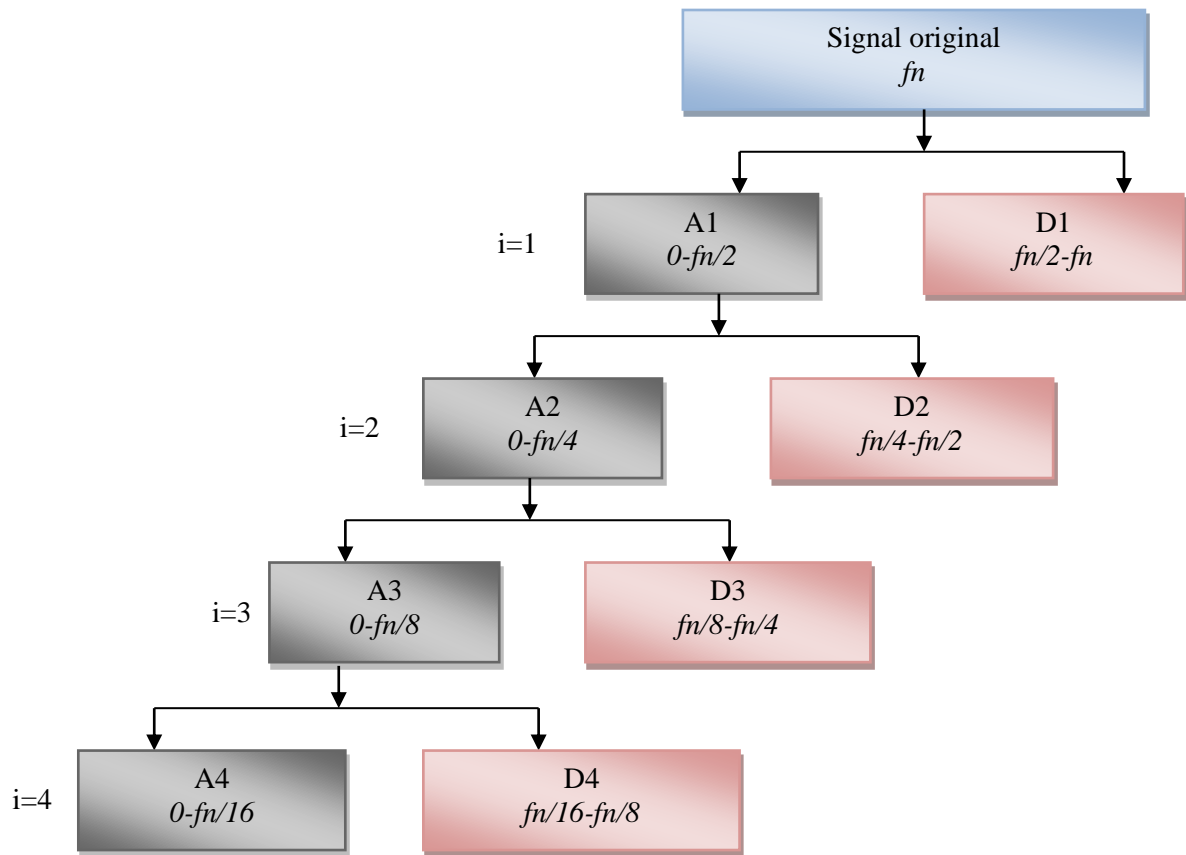 Signal original
fn
i=1
A1
0-fn/2
D1
fn/2-fn
i=2
A2
0-fn/4
D2
fn/4-fn/2
i=3
A3
0-fn/8
D3
fn/8-fn/4
i=4
A4
0-fn/16
D4
fn/16-fn/8